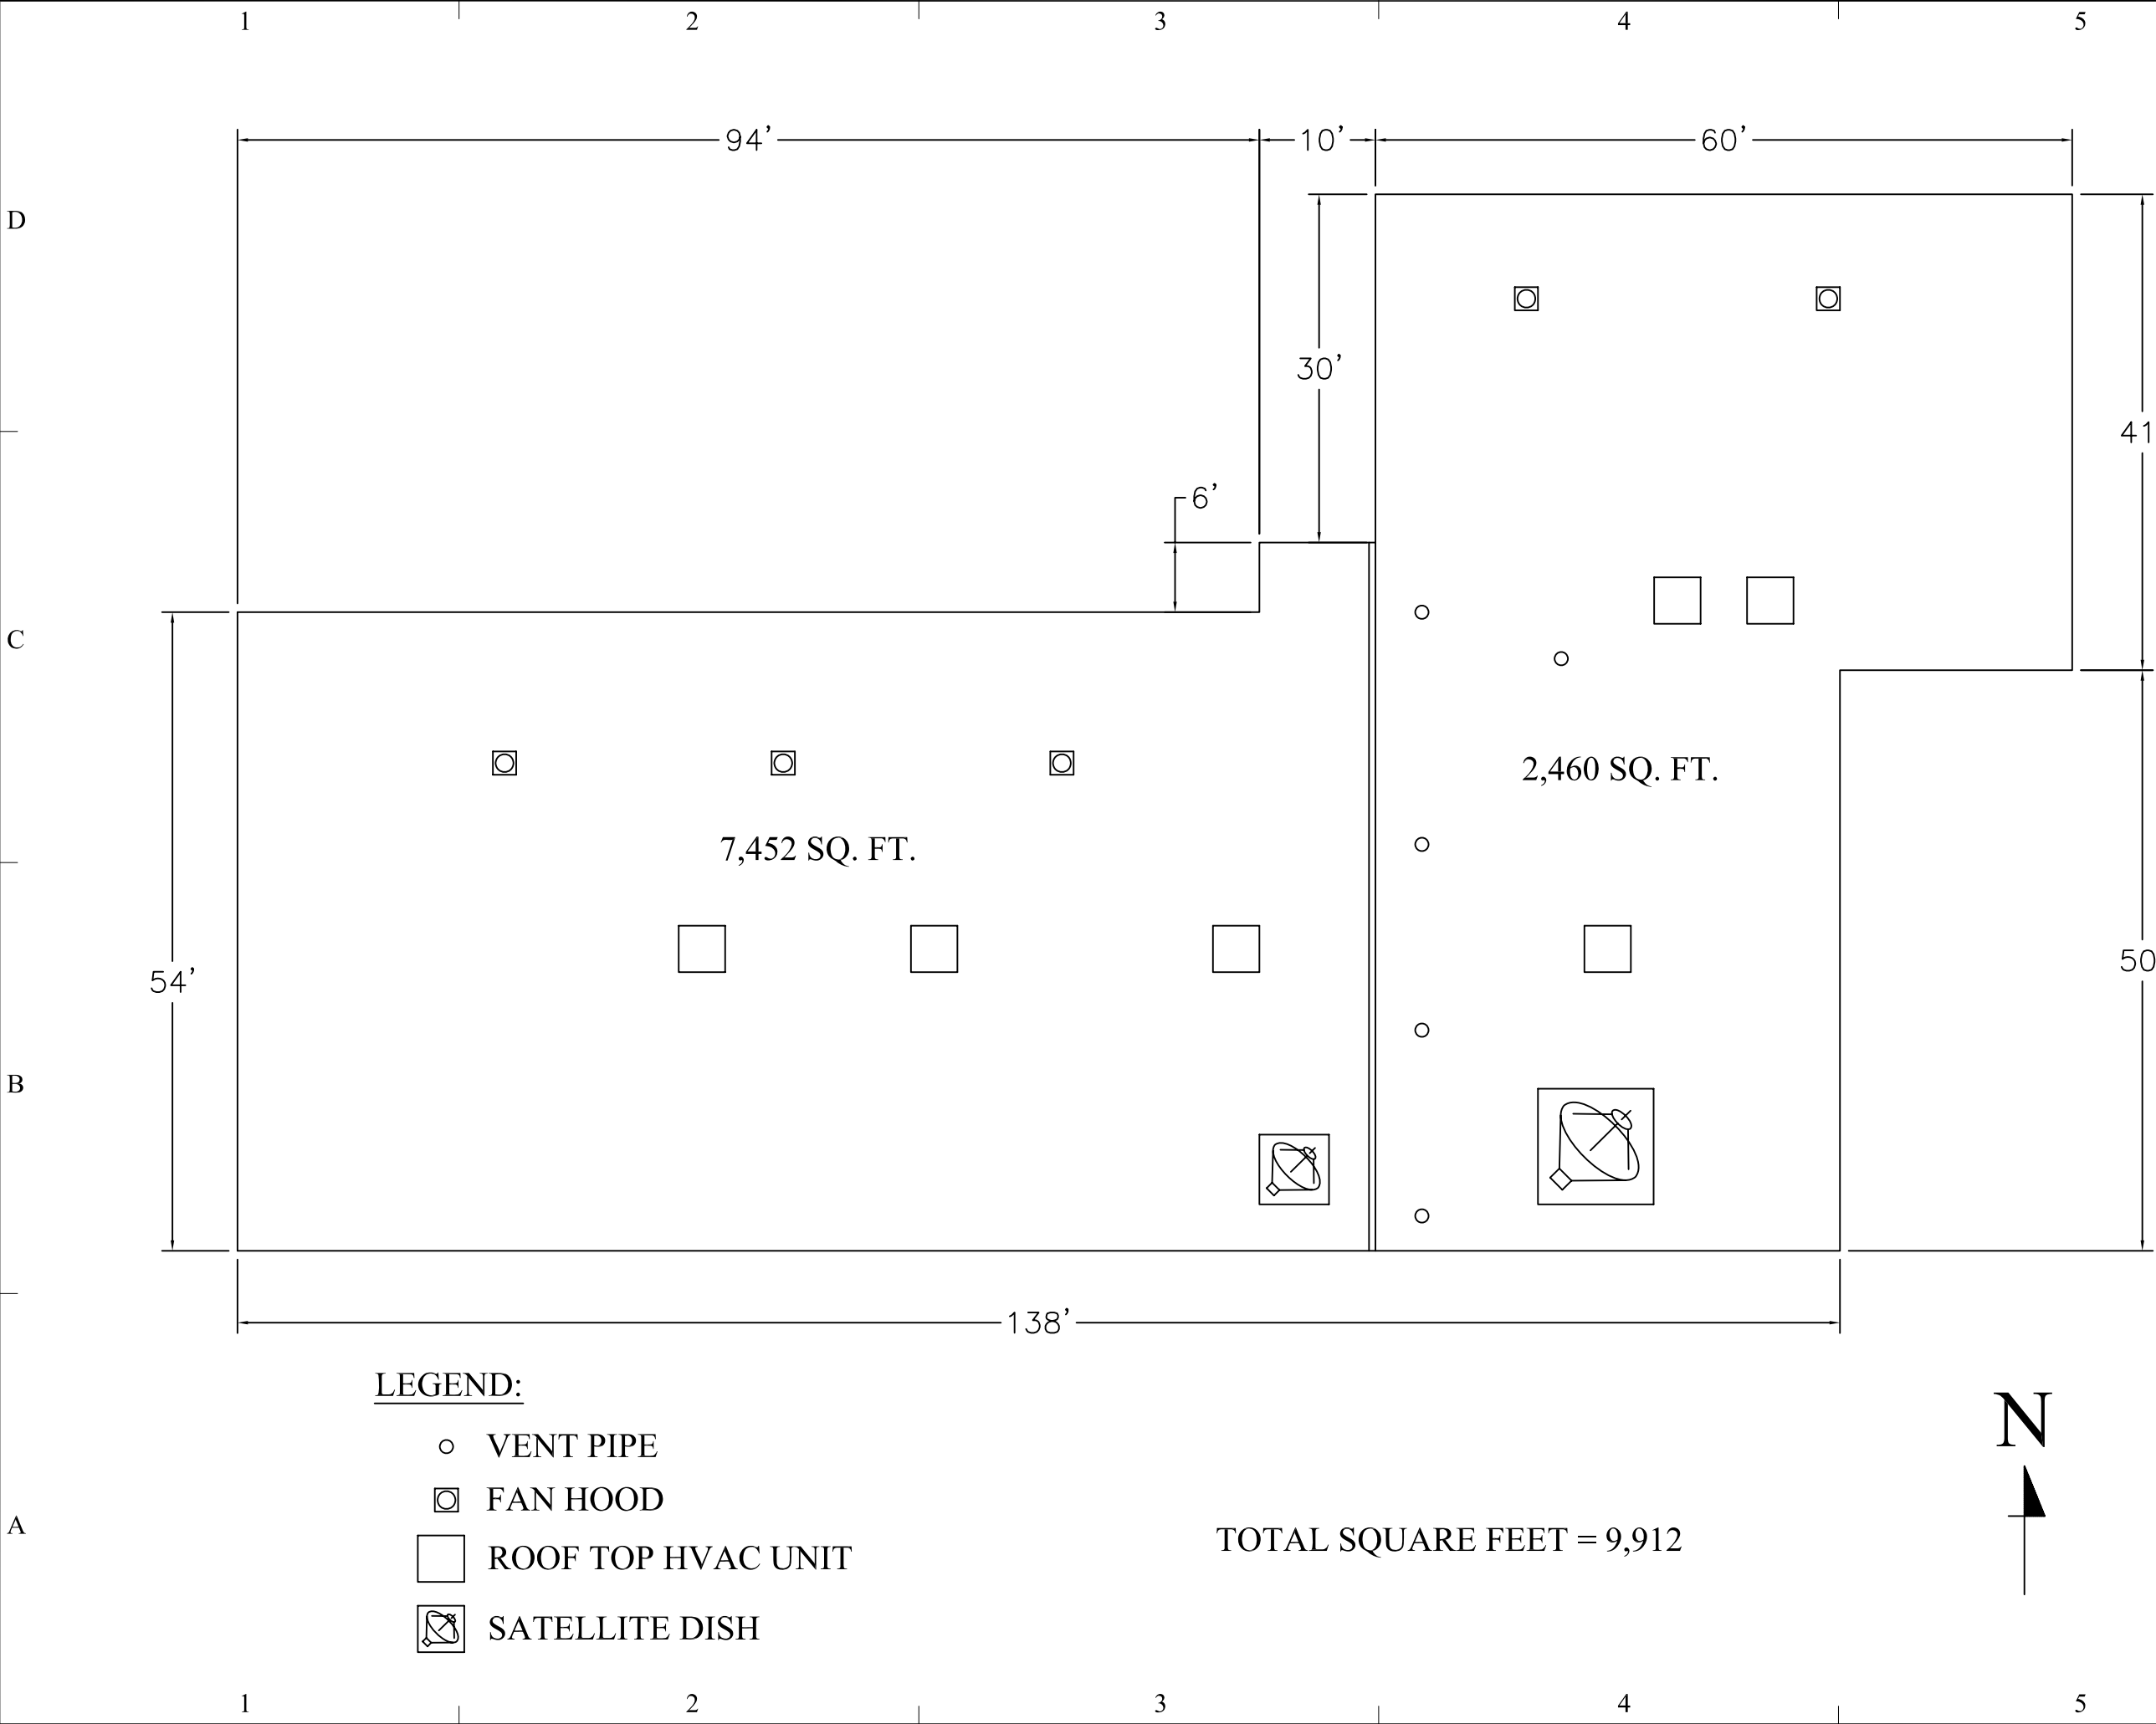 1 2 3 4 5
94' 10' 60'
D
30'
41
6'
C
2,460 SQ. FT.
7,452 SQ. FT.
54'
50
B
138'
LEGEND:
VENT PIPE
FAN HOOD
ROOF TOP HVAC UNIT
SATELLITE DISH
N
A
TOTAL SQUARE FEET = 9,912
1 2 3 4 5